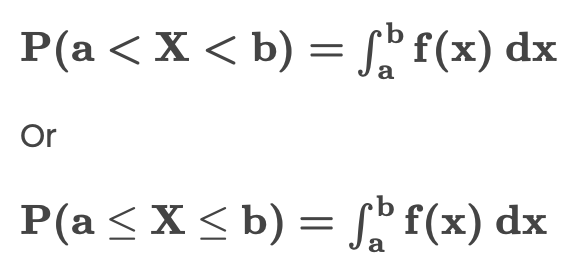 P(a < X < b) = ∫ₐᵇ f(x) dx
Or
P(a ≤ X ≤ b) = ∫ₐᵇ f(x) dx